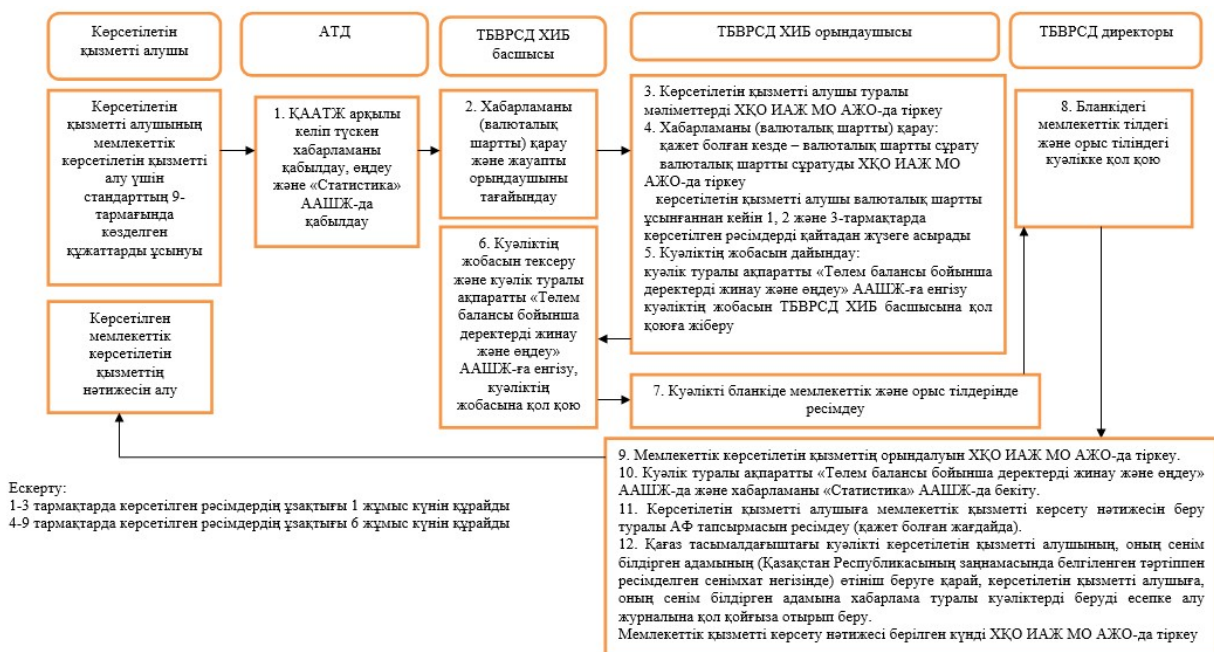 Көрсетілетін
қызметті алушы
АТД
ТБВРСД ХИБ
басшысы
ТБВРСД ХИБ орындаушысы
ТБВРСД директоры
Көрсетілетін
қызметті алушының
мемлекеттік
көрсетілетін қызметті
алу үшін
стандарттың 9-
тармағында
көзделген
құжаттарды ұсынуы
1. ҚААТЖ арқылы
келіп түскен
хабарламаны
қабылдау, өңдеу
және «Статистика»
ААШЖ-да
қабылдау
2. Хабарламаны
(валюталық
шартты) қарау
және жауапты
орындаушыны
тағайындау
3. Көрсетілетін қызметті алушы туралы
мәліметтерді ХҚО ИАЖ МО АЖО-да тіркеу
4. Хабарламаны (валюталық шартты) қарау:
қажет болған кезде – валюталық шартты сұрату
валюталық шартты сұратуды ХҚО ИАЖ МО
АЖО-да тіркеу
көрсетілетін қызметті алушы валюталық шартты
ұсынғаннан кейін 1, 2 және 3-тармақтарда
көрсетілген рәсімдерді қайтадан жүзеге асырады
5. Куәліктің жобасын дайындау:
куәлік туралы ақпаратты «Төлем балансы бойынша
деректерді жинау және өңдеу» ААШЖ-ға енгізу
куәліктің жобасын ТБВРСД ХИБ басшысына қол
қоюға жіберу
8. Бланкідегі
мемлекеттік тілдегі
және орыс тіліндегі
куәлікке қол қою
6. Куәліктің
жобасын тексеру
және куәлік туралы
ақпаратты «Төлем
балансы бойынша
деректерді жинау
және өңдеу»
ААШЖ-ға енгізу,
куәліктің
жобасына қол қою
Көрсетілген
мемлекеттік
көрсетілетін
қызметтің
нәтижесін алу
7. Куәлікті бланкіде мемлекеттік және орыс тілдерінде
ресімдеу
9. Мемлекеттік көрсетілетін қызметтің орындалуын ХҚО ИАЖ МО АЖО-да тіркеу.
10. Куәлік туралы ақпаратты «Төлем балансы бойынша деректерді жинау және өңдеу»
ААШЖ-да және хабарламаны «Статистика» ААШЖ-да бекіту.
11. Көрсетілетін қызметті алушыға мемлекеттік қызметті көрсету нәтижесін беру
туралы АФ тапсырмасын ресімдеу (қажет болған жағдайда).
12. Қағаз тасымалдағыштағы куәлікті көрсетілетін қызметті алушының, оның сенім
білдірген адамының (Қазақстан Республикасының заңнамасында белгіленген тәртіппен
ресімделген сенімхат негізінде) өтініш беруге қарай, көрсетілетін қызметті алушыға,
оның сенім білдірген адамына хабарлама туралы куәліктерді беруді есепке алу
журналына қол қойғыза отырып беру.
Мемлекеттік қызметті көрсету нәтижесі берілген күнді ХҚО ИАЖ МО АЖО-да тіркеу
Ескерту:
1-3 тармақтарда көрсетілген рәсімдердің ұзақтығы 1 жұмыс күнін құрайды
4-9 тармақтарда көрсетілген рәсімдердің ұзақтығы 6 жұмыс күнін құрайды